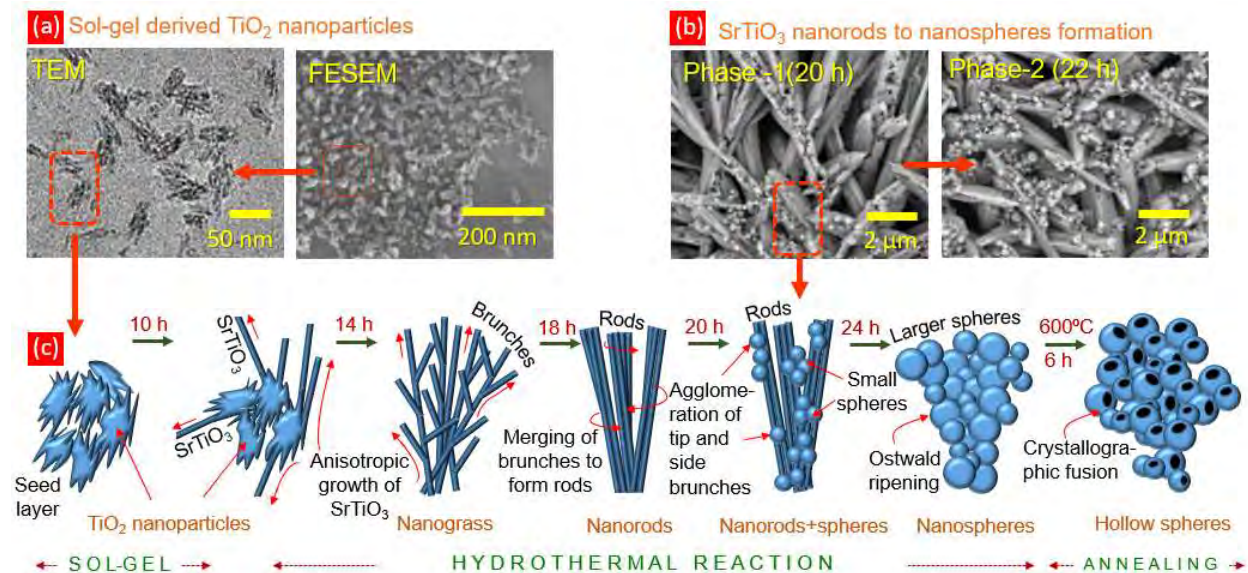 (a) Sol-gel derived TiO₂ nanoparticles
TEM
FESEM
50 nm
200 nm
(b) SrTiO₃ nanorods to nanospheres formation
Phase -1(20 h)
Phase-2 (22 h)
2 µm
2 µm
(c)
10 h
14 h
18 h
20 h
24 h
600ºC
6 h
SrTiO₃
SrTiO₃
Brunches
Rods
Rods
Larger spheres
Seed
layer
Anisotropic
growth of
SrTiO₃
Merging of
brunches to
form rods
Agglome-
ration of
tip and
side
brunches
Small
spheres
Ostwald
ripening
Crystallogra-
phic fusion
TiO₂ nanoparticles
Nanograss
Nanorods
Nanorods+spheres
Nanospheres
Hollow spheres
SOL-GEL
HYDROTHERMAL REACTION
ANNEALING